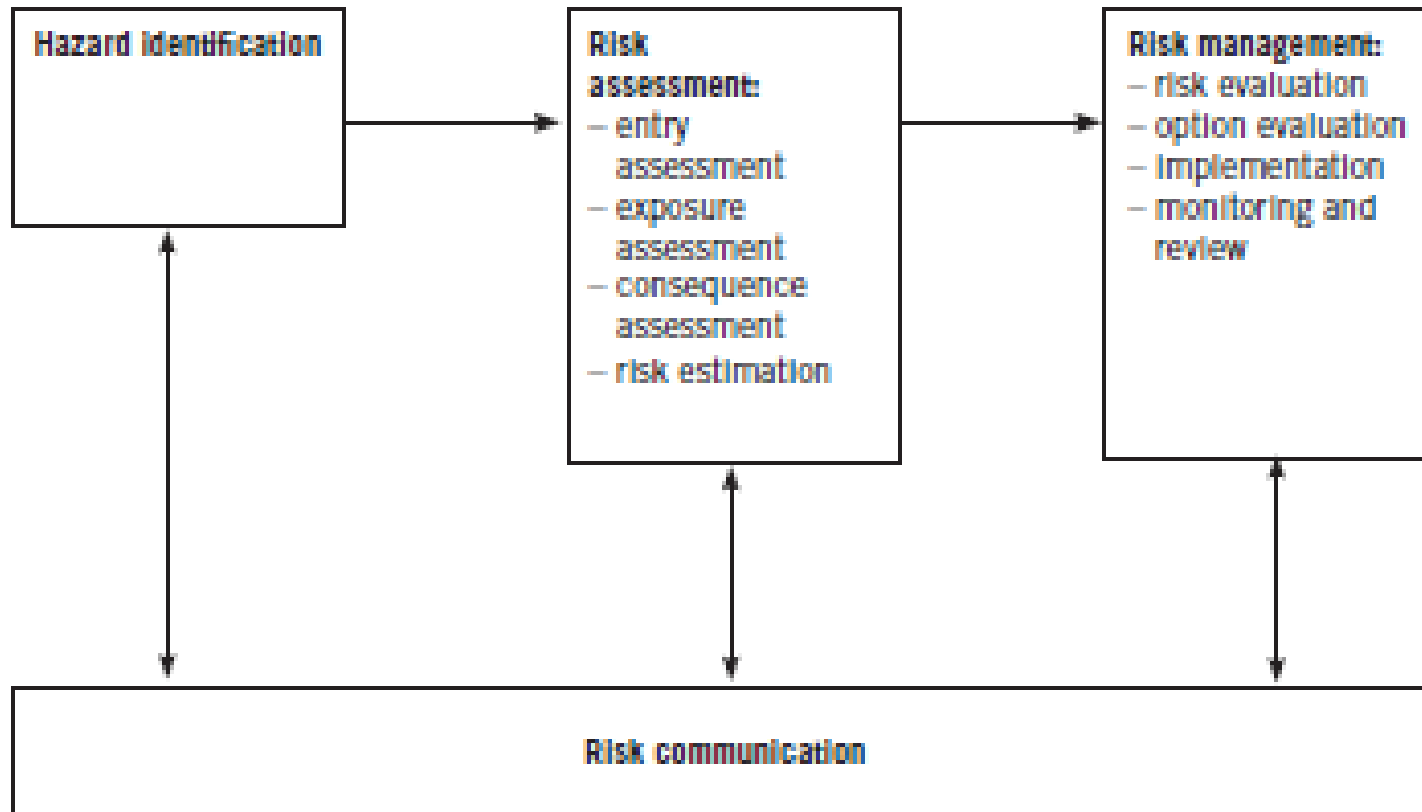 Hazard identification
Risk
assessment:
– entry
assessment
– exposure
assessment
– consequence
assessment
– risk estimation
Risk management:
– risk evaluation
– option evaluation
– implementation
– monitoring and
review
Risk communication